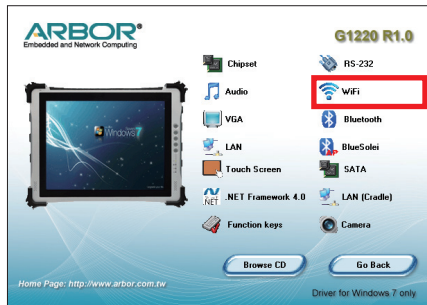 ARBOR®
Embedded and Network Computing
G1220 R1.0
Chipset
RS-232
Audio
WiFi
VGA
Bluetooth
LAN
BlueSolei
Touch Screen
SATA
.NET Framework 4.0
LAN (Cradle)
Function keys
Camera
Windows 7
Browse CD
Go Back
Home Page: http://www.arbor.com.tw
Driver for Windows 7 only